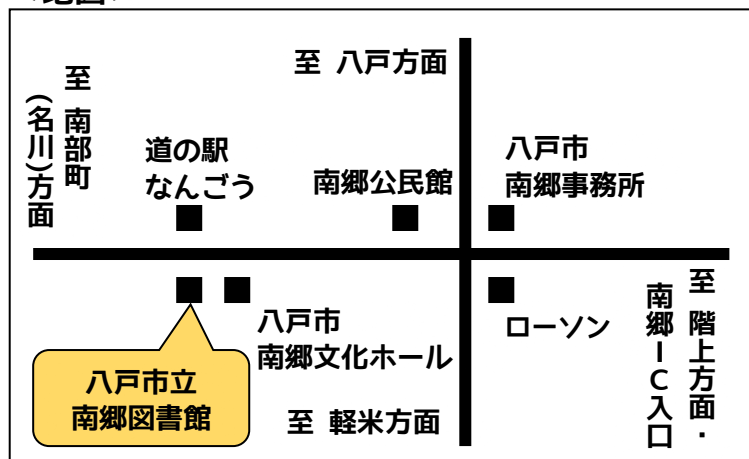 至 八戸方面
至 南部町
(名川)方面
道の駅
なんごう
南郷公民館
八戸市
南郷事務所
八戸市
南郷文化ホール
ローソン
至 階上方面・
南郷IC入口
八戸市立
南郷図書館
至 軽米方面